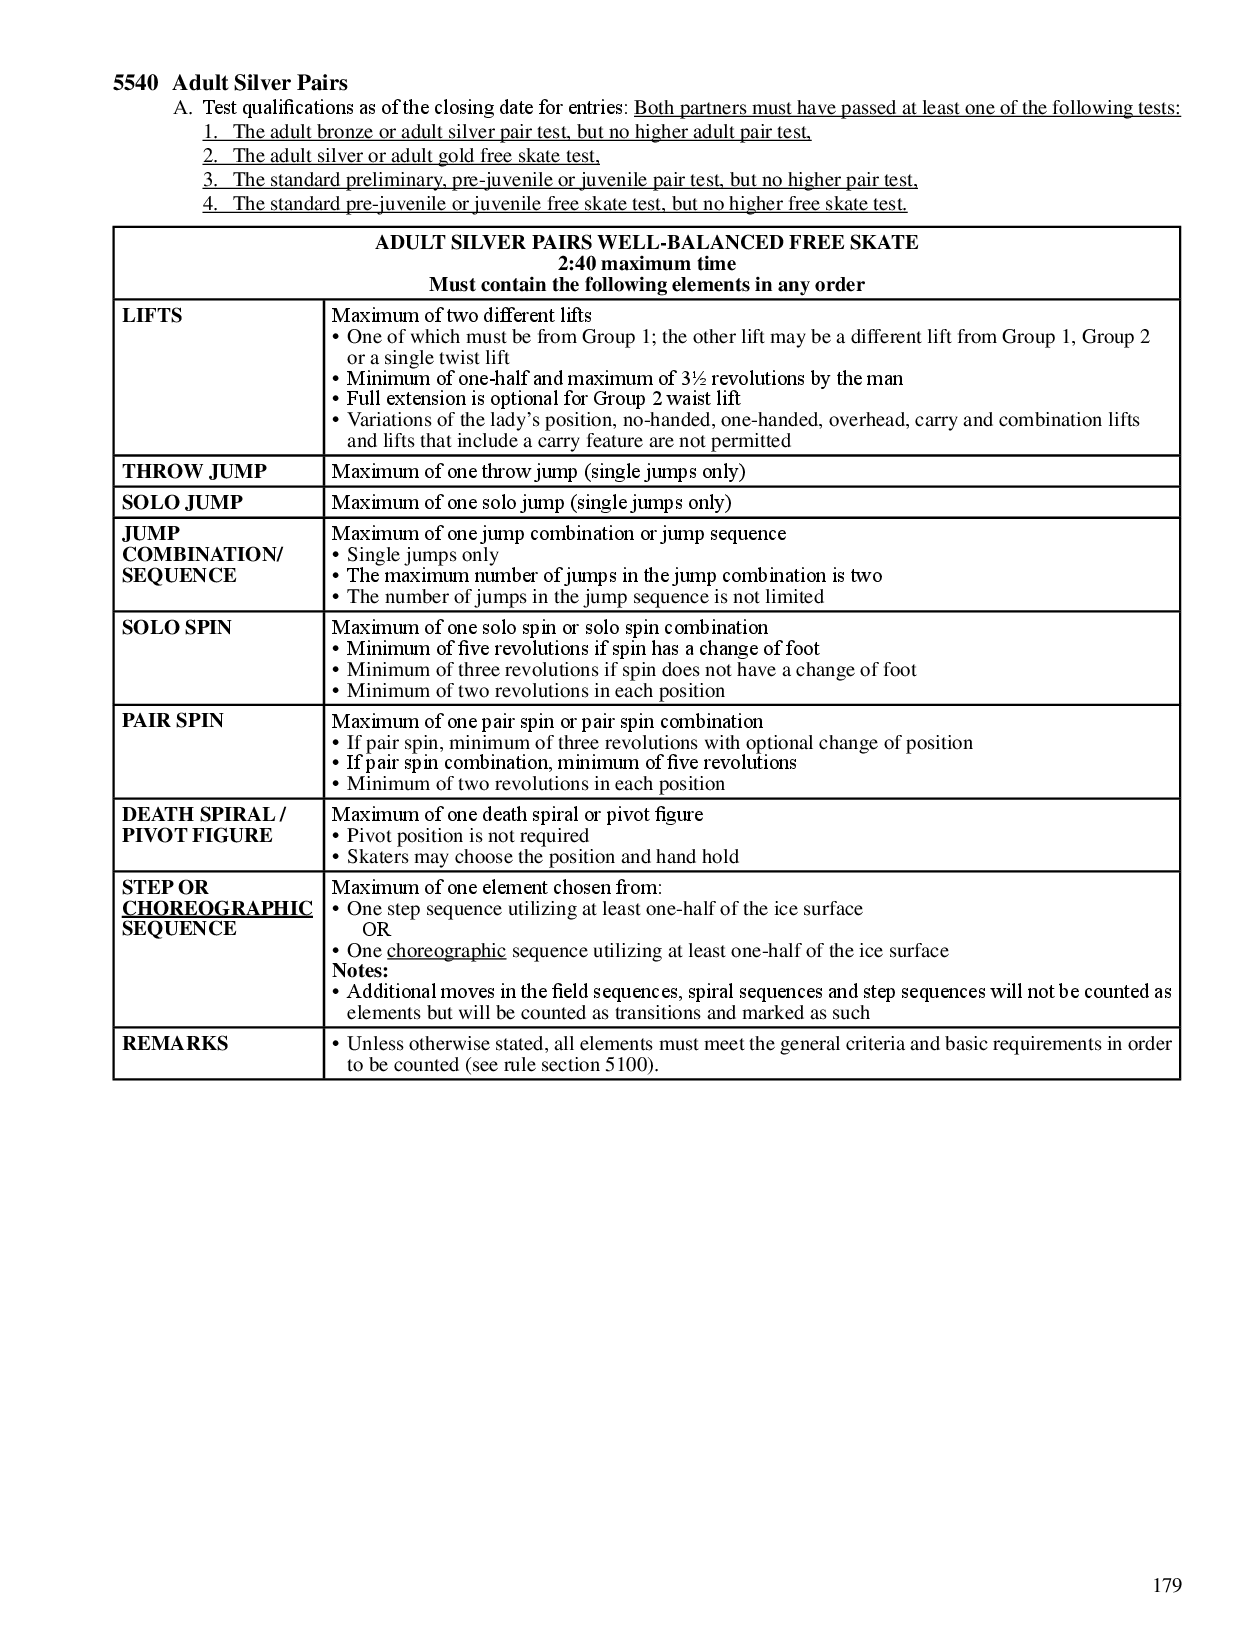 5540 Adult Silver Pairs
A. Test qualifications as of the closing date for entries: Both partners must have passed at least one of the following tests:
1. The adult bronze or adult silver pair test, but no higher adult pair test,
2. The adult silver or adult gold free skate test,
3. The standard preliminary, pre-juvenile or juvenile pair test, but no higher pair test,
4. The standard pre-juvenile or juvenile free skate test, but no higher free skate test.
ADULT SILVER PAIRS WELL-BALANCED FREE SKATE
2:40 maximum time
Must contain the following elements in any order
LIFTS
Maximum of two different lifts
• One of which must be from Group 1; the other lift may be a different lift from Group 1, Group 2
or a single twist lift
• Minimum of one-half and maximum of 3½ revolutions by the man
• Full extension is optional for Group 2 waist lift
• Variations of the lady's position, no-handed, one-handed, overhead, carry and combination lifts
and lifts that include a carry feature are not permitted
THROW JUMP
Maximum of one throw jump (single jumps only)
SOLO JUMP
Maximum of one solo jump (single jumps only)
JUMP
COMBINATION/
SEQUENCE
Maximum of one jump combination or jump sequence
• Single jumps only
• The maximum number of jumps in the jump combination is two
• The number of jumps in the jump sequence is not limited
SOLO SPIN
Maximum of one solo spin or solo spin combination
• Minimum of five revolutions if spin has a change of foot
• Minimum of three revolutions if spin does not have a change of foot
• Minimum of two revolutions in each position
PAIR SPIN
Maximum of one pair spin or pair spin combination
• If pair spin, minimum of three revolutions with optional change of position
• If pair spin combination, minimum of five revolutions
• Minimum of two revolutions in each position
DEATH SPIRAL /
PIVOT FIGURE
Maximum of one death spiral or pivot figure
• Pivot position is not required
• Skaters may choose the position and hand hold
STEP OR
CHOREOGRAPHIC
SEQUENCE
Maximum of one element chosen from:
• One step sequence utilizing at least one-half of the ice surface
OR
• One choreographic sequence utilizing at least one-half of the ice surface
Notes:
• Additional moves in the field sequences, spiral sequences and step sequences will not be counted as
elements but will be counted as transitions and marked as such
REMARKS
• Unless otherwise stated, all elements must meet the general criteria and basic requirements in order
to be counted (see rule section 5100).
179